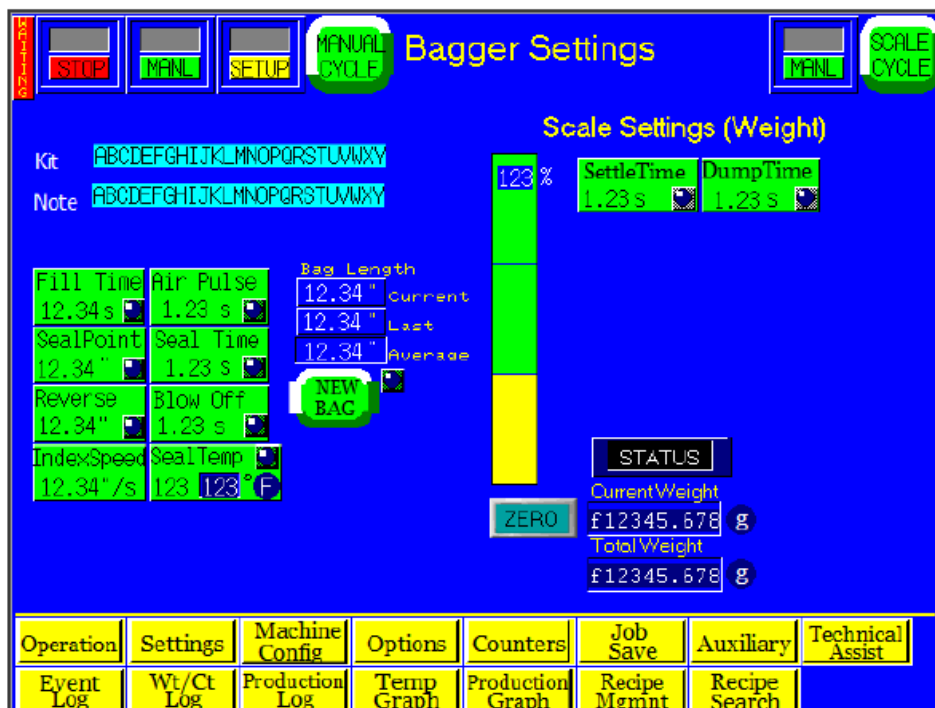 WAITING
STOP
MANL
SETUP
MANUAL
CYCLE
Bagger Settings
MANL
SCALE
CYCLE
Scale Settings (Weight)
Kit ABCDEFGHIJKLMNOPQRSTUVWXY
Note ABCDEFGHIJKLMNOPQRSTUVWXY
123 %
SettleTime
1.23 s
DumpTime
1.23 s
Fill Time
12.34 s
Air Pulse
1.23 s
SealPoint
12.34"
Seal Time
1.23 s
Reverse
12.34"
Blow Off
1.23 s
IndexSpeed
12.34"/s
SealTemp
123 123 °F
Bag Length
12.34" Current
12.34" Last
12.34" Average
NEW
BAG
STATUS
ZERO
CurrentWeight
£12345.678 g
TotalWeight
£12345.678 g
Operation
Settings
Machine
Config
Options
Counters
Job
Save
Auxiliary
Technical
Assist
Event
Log
Wt/Ct
Log
Production
Log
Temp
Graph
Production
Graph
Recipe
Mgmnt
Recipe
Search